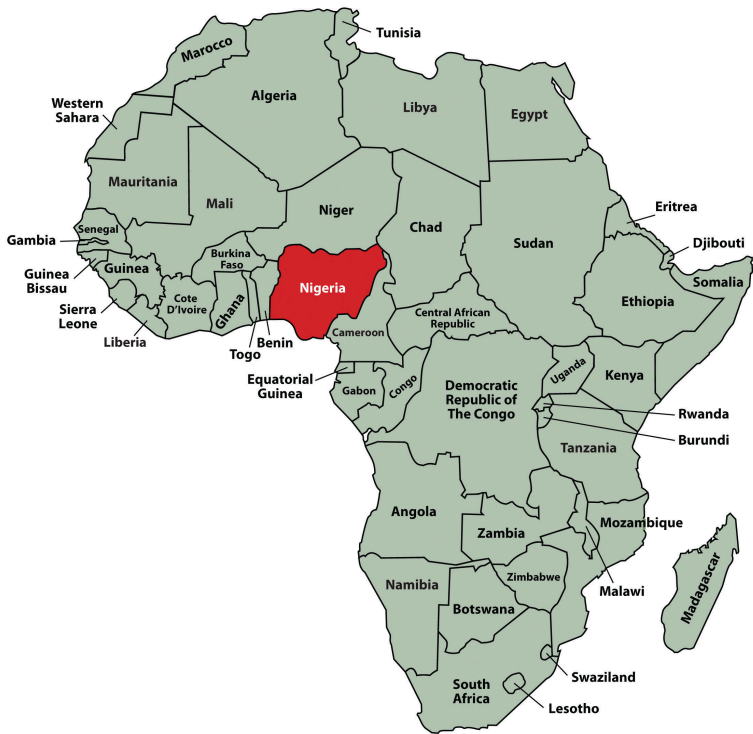 Tunisia
Marocco
Algeria
Libya
Egypt
Western
Sahara
Mauritania
Mali
Niger
Chad
Sudan
Eritrea
Djibouti
Senegal
Gambia
Guinea
Bissau
Guinea
Burkina
Faso
Nigeria
Ethiopia
Somalia
Sierra
Leone
Liberia
Cote
D'Ivoire
Ghana
Togo
Benin
Cameroon
Central African
Republic
Equatorial
Guinea
Gabon
Congo
Democratic
Republic of
The Congo
Uganda
Kenya
Rwanda
Burundi
Tanzania
Angola
Zambia
Mozambique
Malawi
Namibia
Zimbabwe
Botswana
Madagascar
Swaziland
South
Africa
Lesotho